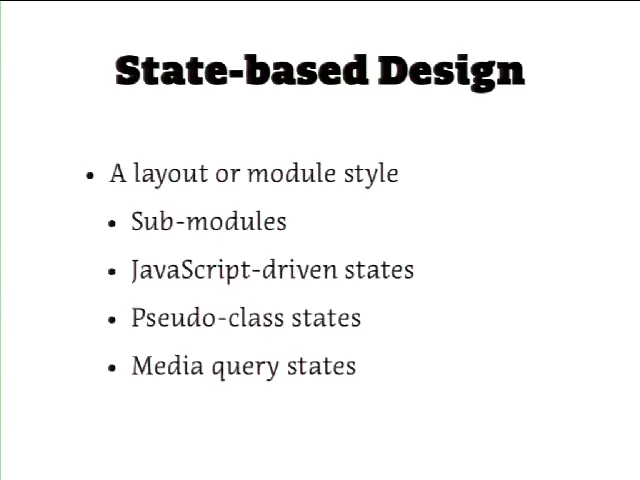 State-based Design
• A layout or module style
• Sub-modules
• JavaScript-driven states
• Pseudo-class states
• Media query states